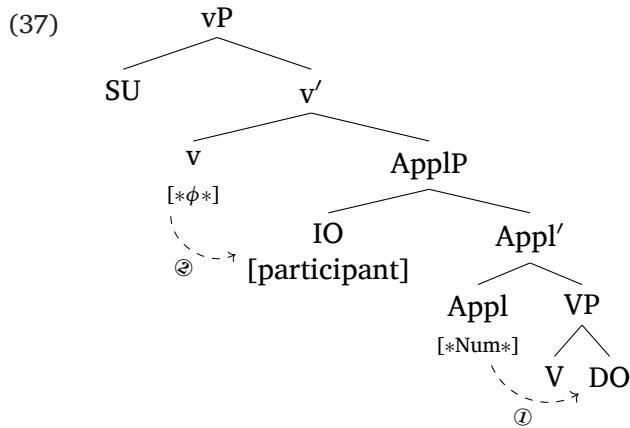 (37) vP
SU v′
v ApplP
[∗ϕ∗]
IO Appl′
②
[participant]
Appl VP
[∗Num∗]
V DO
①